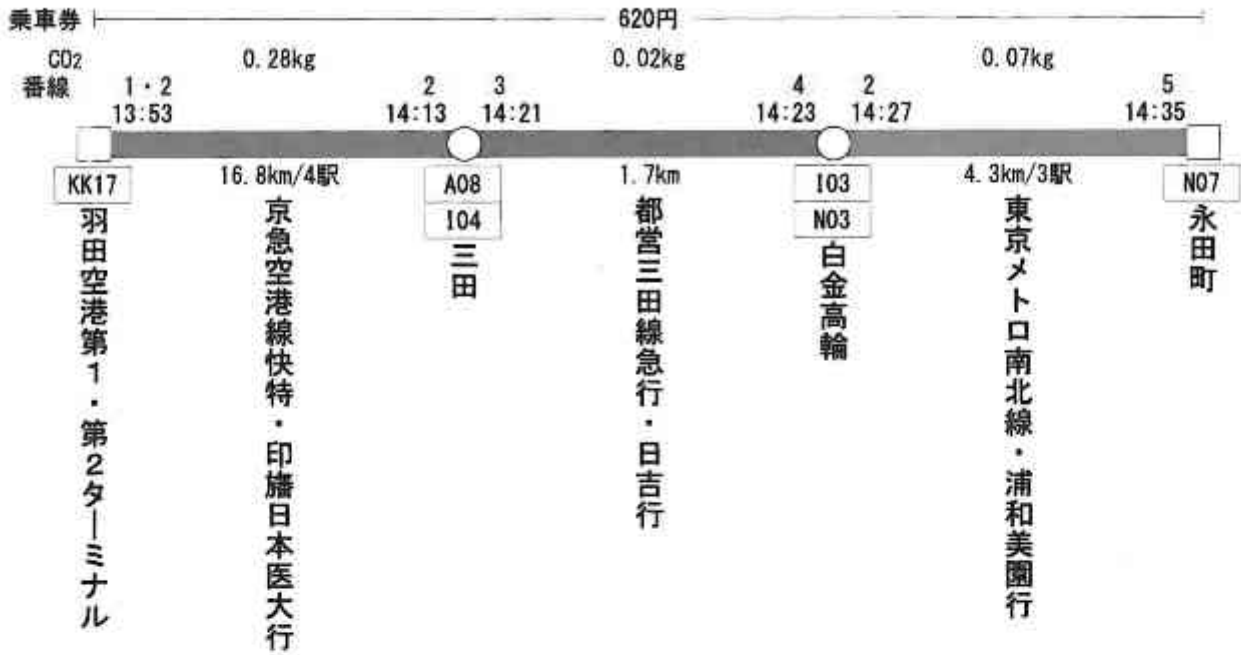 乗車券 620円
CO2 0.28kg 0.02kg 0.07kg
番線 1・2 2 3 4 2 5
13:53 14:13 14:21 14:23 14:27 14:35
16.8km/4駅 1.7km 4.3km/3駅
KK17 A08 I03 N07
I04 N03
羽田空港第1・第2ターミナル
京急空港線快特・印旛日本医大行
三田
都営三田線急行・日吉行
白金高輪
東京メトロ南北線・浦和美園行
永田町